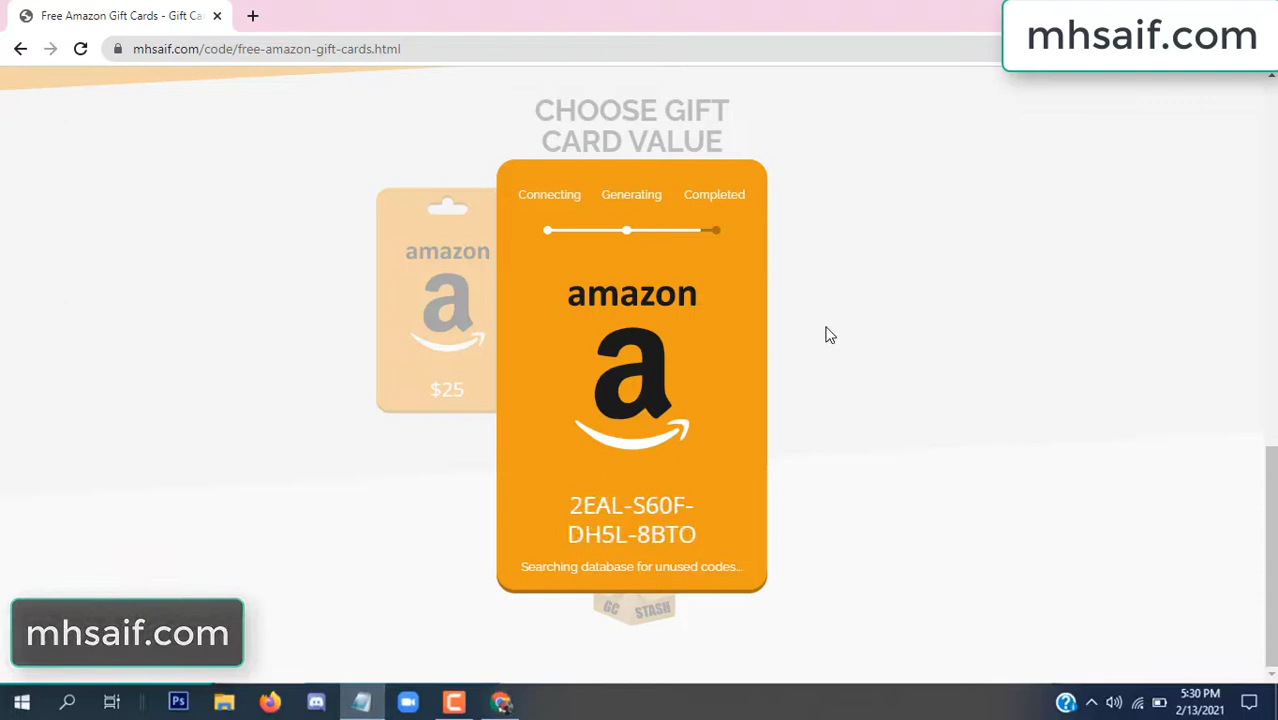 Free Amazon Gift Cards - Gift Ca
mhsaif.com/code/free-amazon-gift-cards.html
mhsaif.com
CHOOSE GIFT
CARD VALUE
Connecting Generating Completed
amazon
a
$25
amazon
a
2EAL-S60F-
DH5L-8BTO
Searching database for unused codes...
GC STASH
mhsaif.com
Ps
5:30 PM
2/13/2021